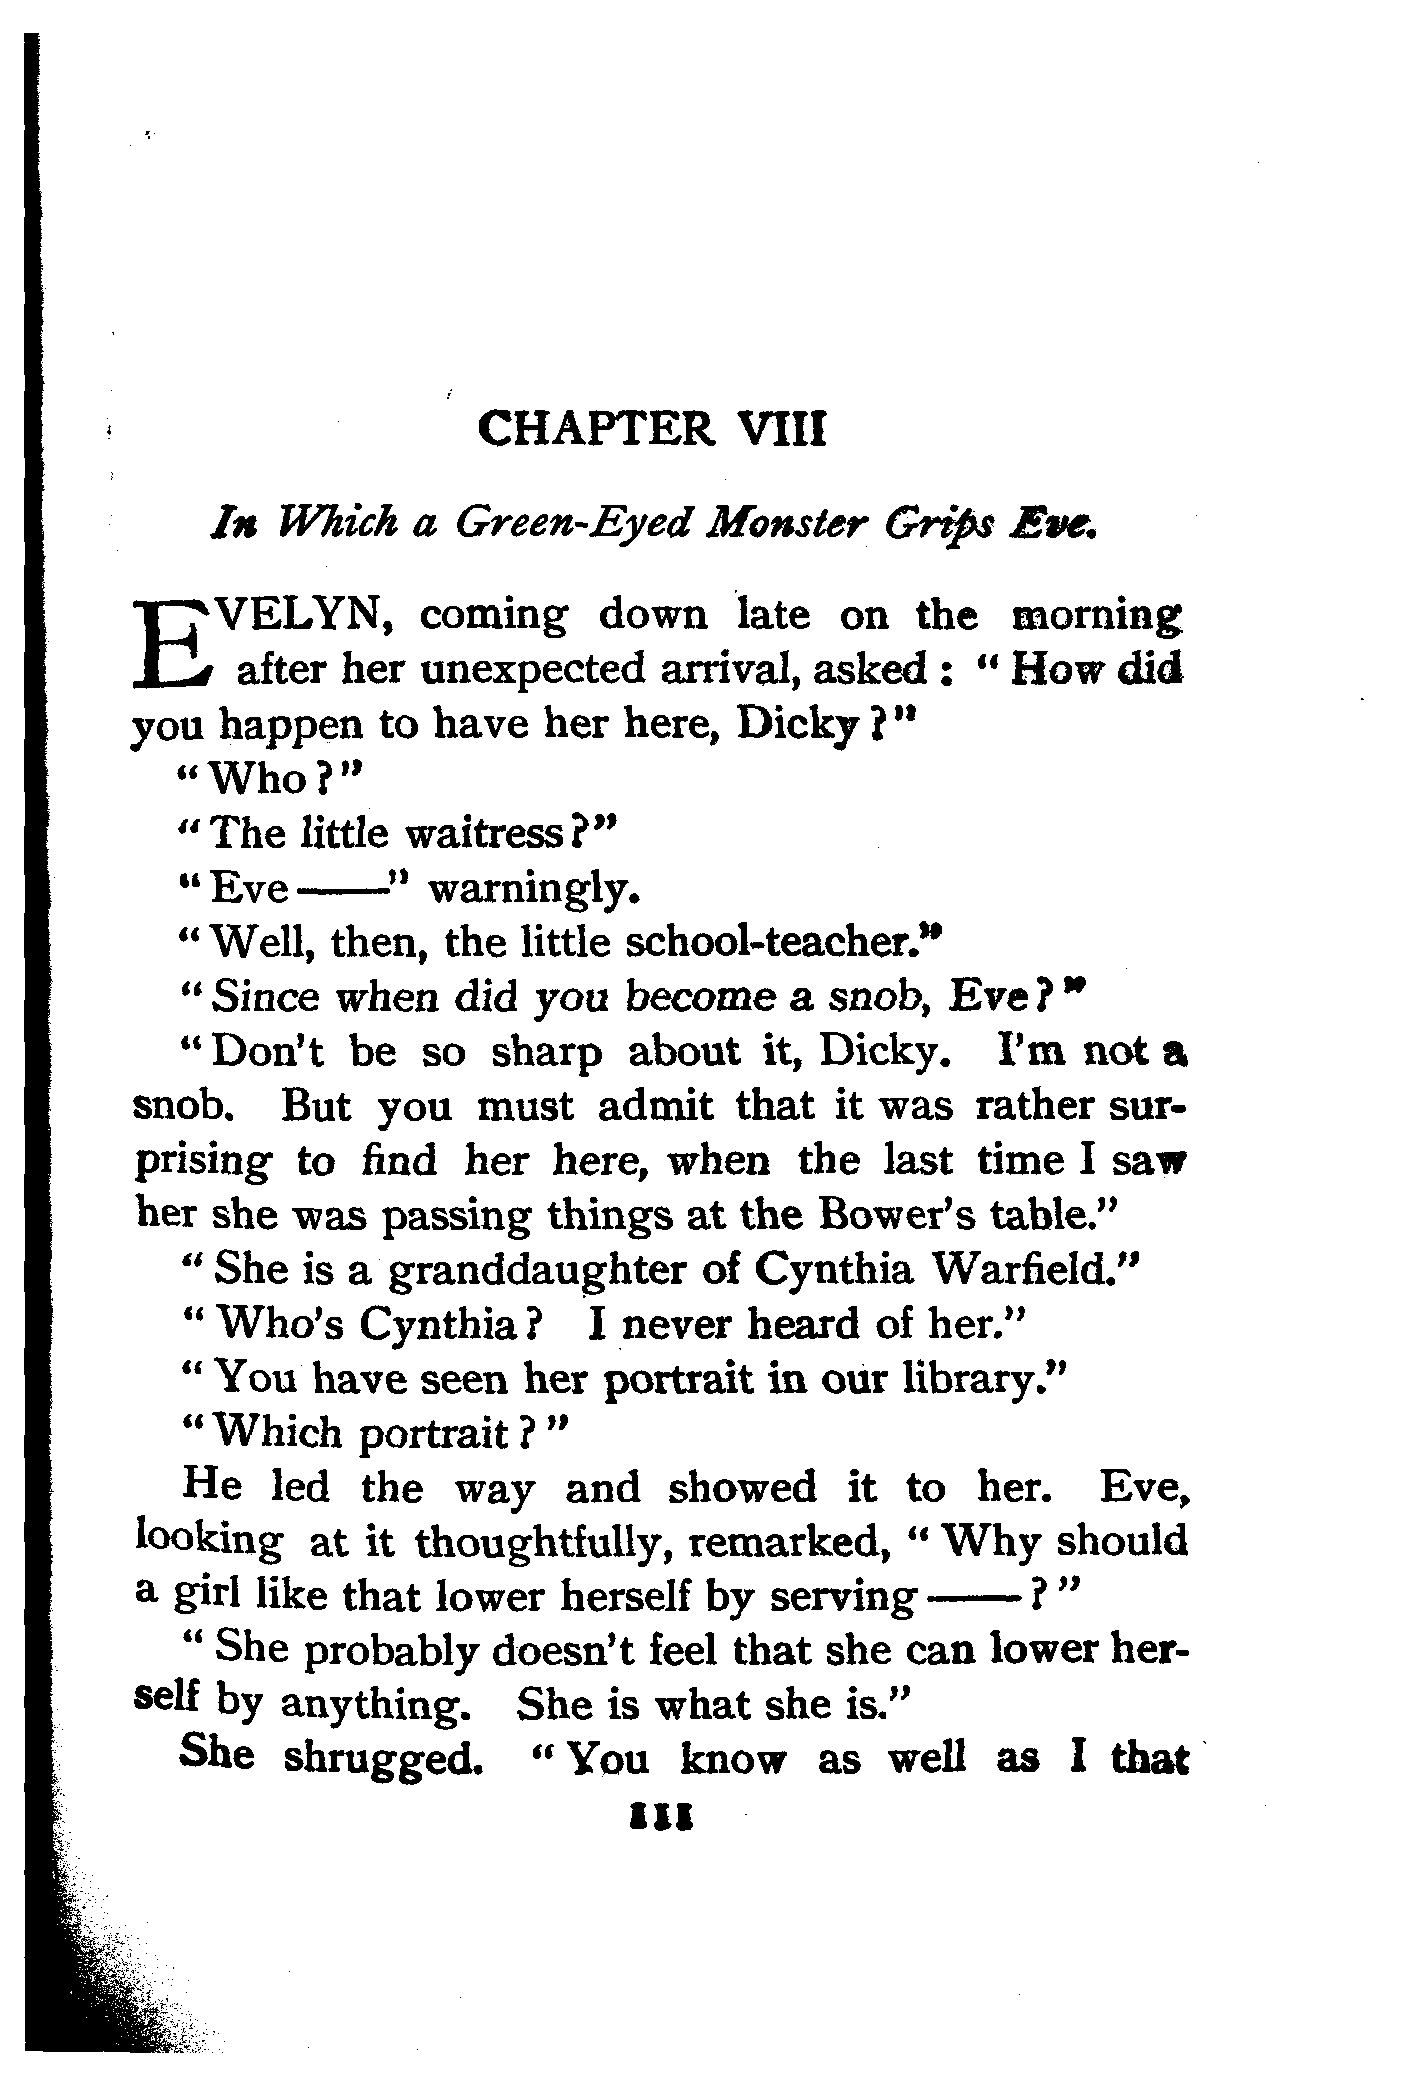 CHAPTER VIII
In Which a Green-Eyed Monster Grips Eve.
EVELYN, coming down late on the morning
after her unexpected arrival, asked : " How did
you happen to have her here, Dicky ?"
" Who ?"
" The little waitress ?"
" Eve——" warningly.
" Well, then, the little school-teacher."
" Since when did you become a snob, Eve ?"
" Don't be so sharp about it, Dicky. I'm not a
snob. But you must admit that it was rather sur-
prising to find her here, when the last time I saw
her she was passing things at the Bower's table."
" She is a granddaughter of Cynthia Warfield."
" Who's Cynthia ? I never heard of her."
" You have seen her portrait in our library."
" Which portrait ? "
He led the way and showed it to her. Eve,
looking at it thoughtfully, remarked, " Why should
a girl like that lower herself by serving—— ? "
" She probably doesn't feel that she can lower her-
self by anything. She is what she is."
She shrugged. " You know as well as I that
111